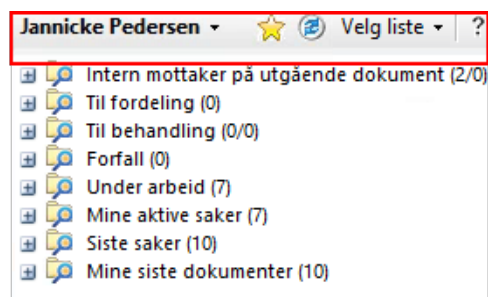 Jannicke Pedersen Velg liste ?
Intern mottaker på utgående dokument (2/0)
Til fordeling (0)
Til behandling (0/0)
Forfall (0)
Under arbeid (7)
Mine aktive saker (7)
Siste saker (10)
Mine siste dokumenter (10)